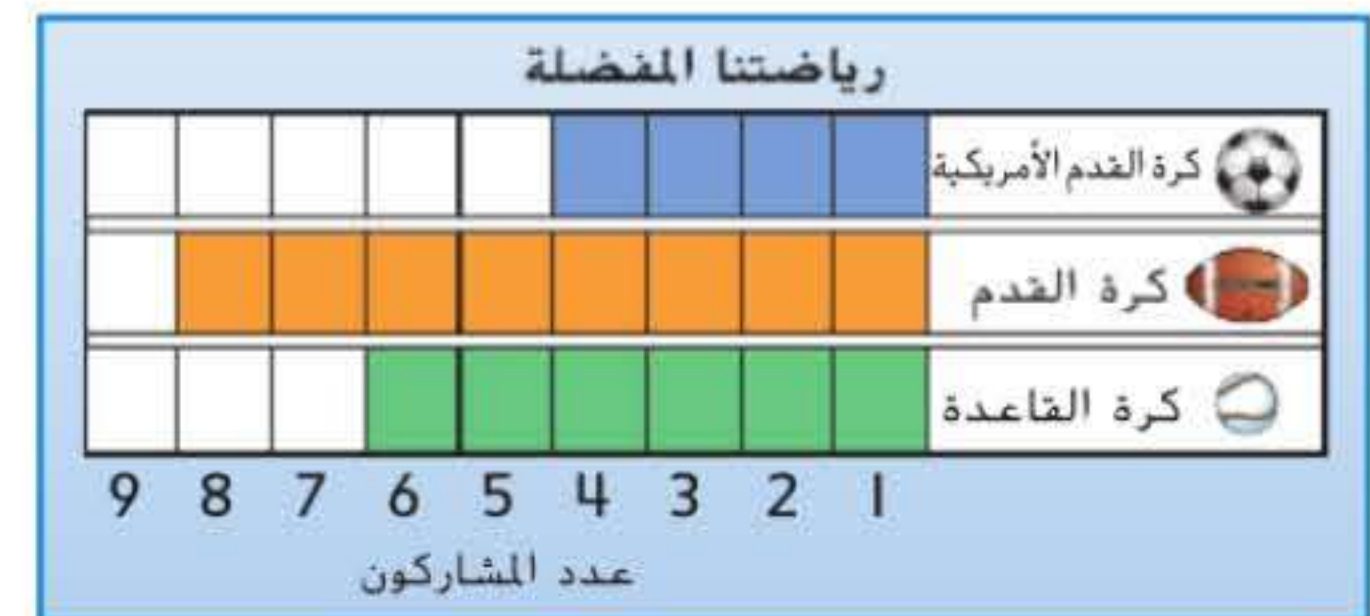 رياضتنا المفضلة
كرة القدم الأمريكية
كرة القدم
كرة القاعدة
9 8 7 6 5 4 3 2 1
عدد المشاركون